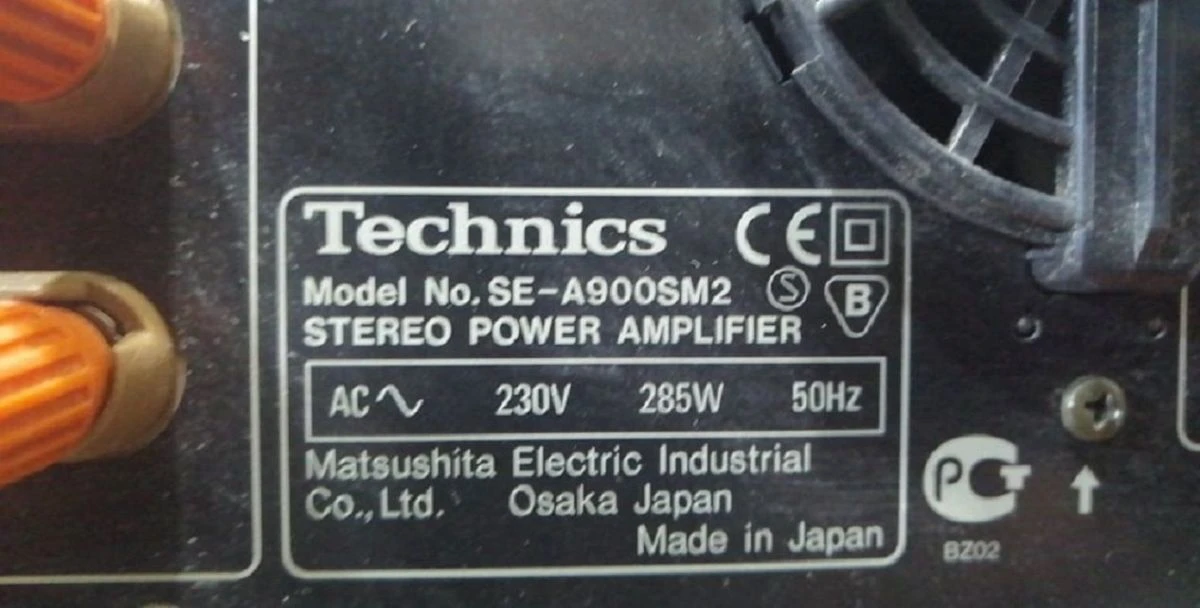 Technics CE
Model No. SE-A900SM2 S B
STEREO POWER AMPLIFIER
AC 230V 285W 50Hz
Matsushita Electric Industrial
Co., Ltd. Osaka Japan
Made in Japan
PCT
BZ02